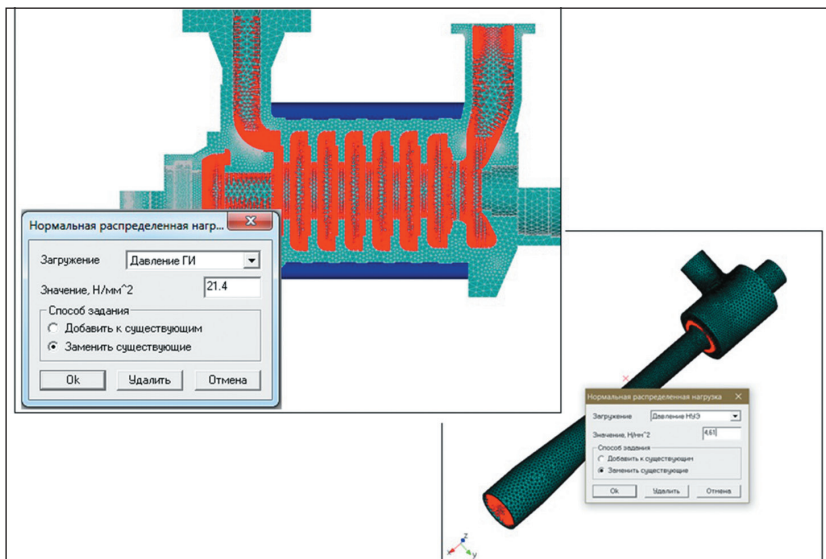 Нормальная распределенная нагр...
Загружение Давление ГИ
Значение, Н/мм^2 21.4
Способ задания
Добавить к существующим
Заменить существующие
Ok Удалить Отмена
Нормальная распределенная нагрузка
Загружение Давление НУЭ
Значение, Н/мм^2 4,61
Способ задания
Добавить к существующим
Заменить существующие
Ok Удалить Отмена
x z y